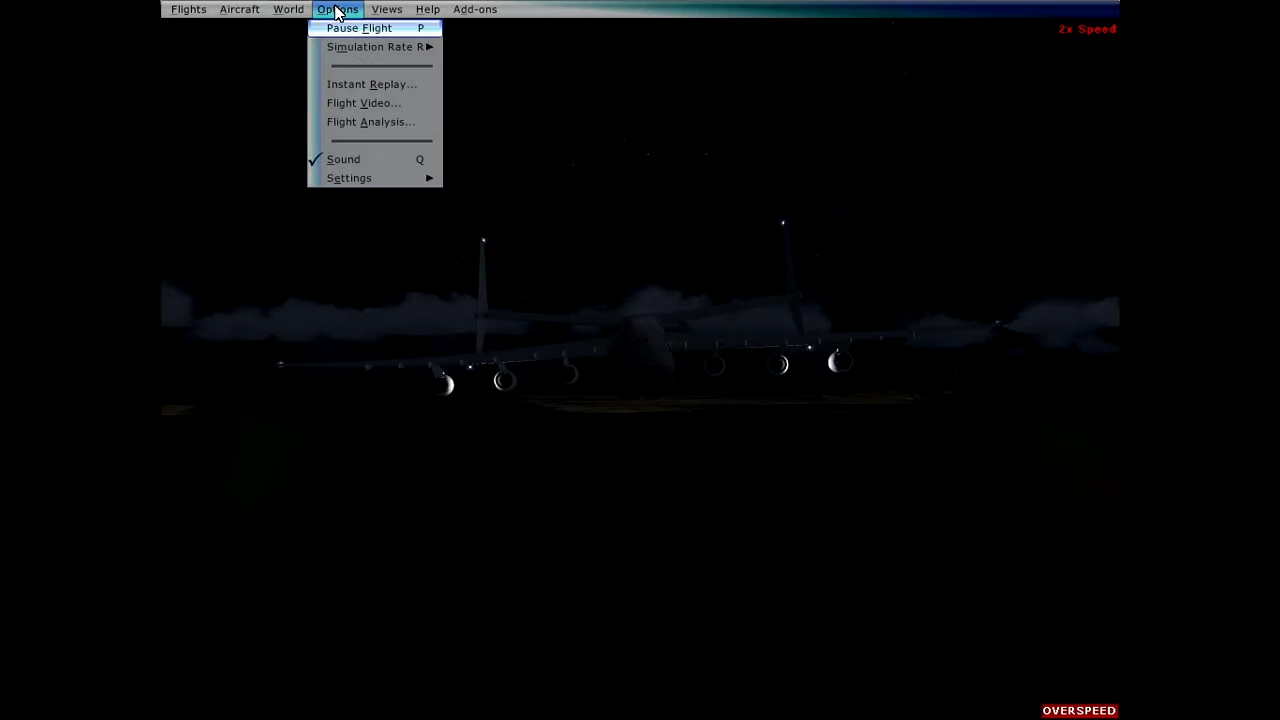 Flights Aircraft World Options Views Help Add-ons
Pause Flight P
2x Speed
Simulation Rate R
Instant Replay...
Flight Video...
Flight Analysis...
Sound Q
Settings
OVERSPEED